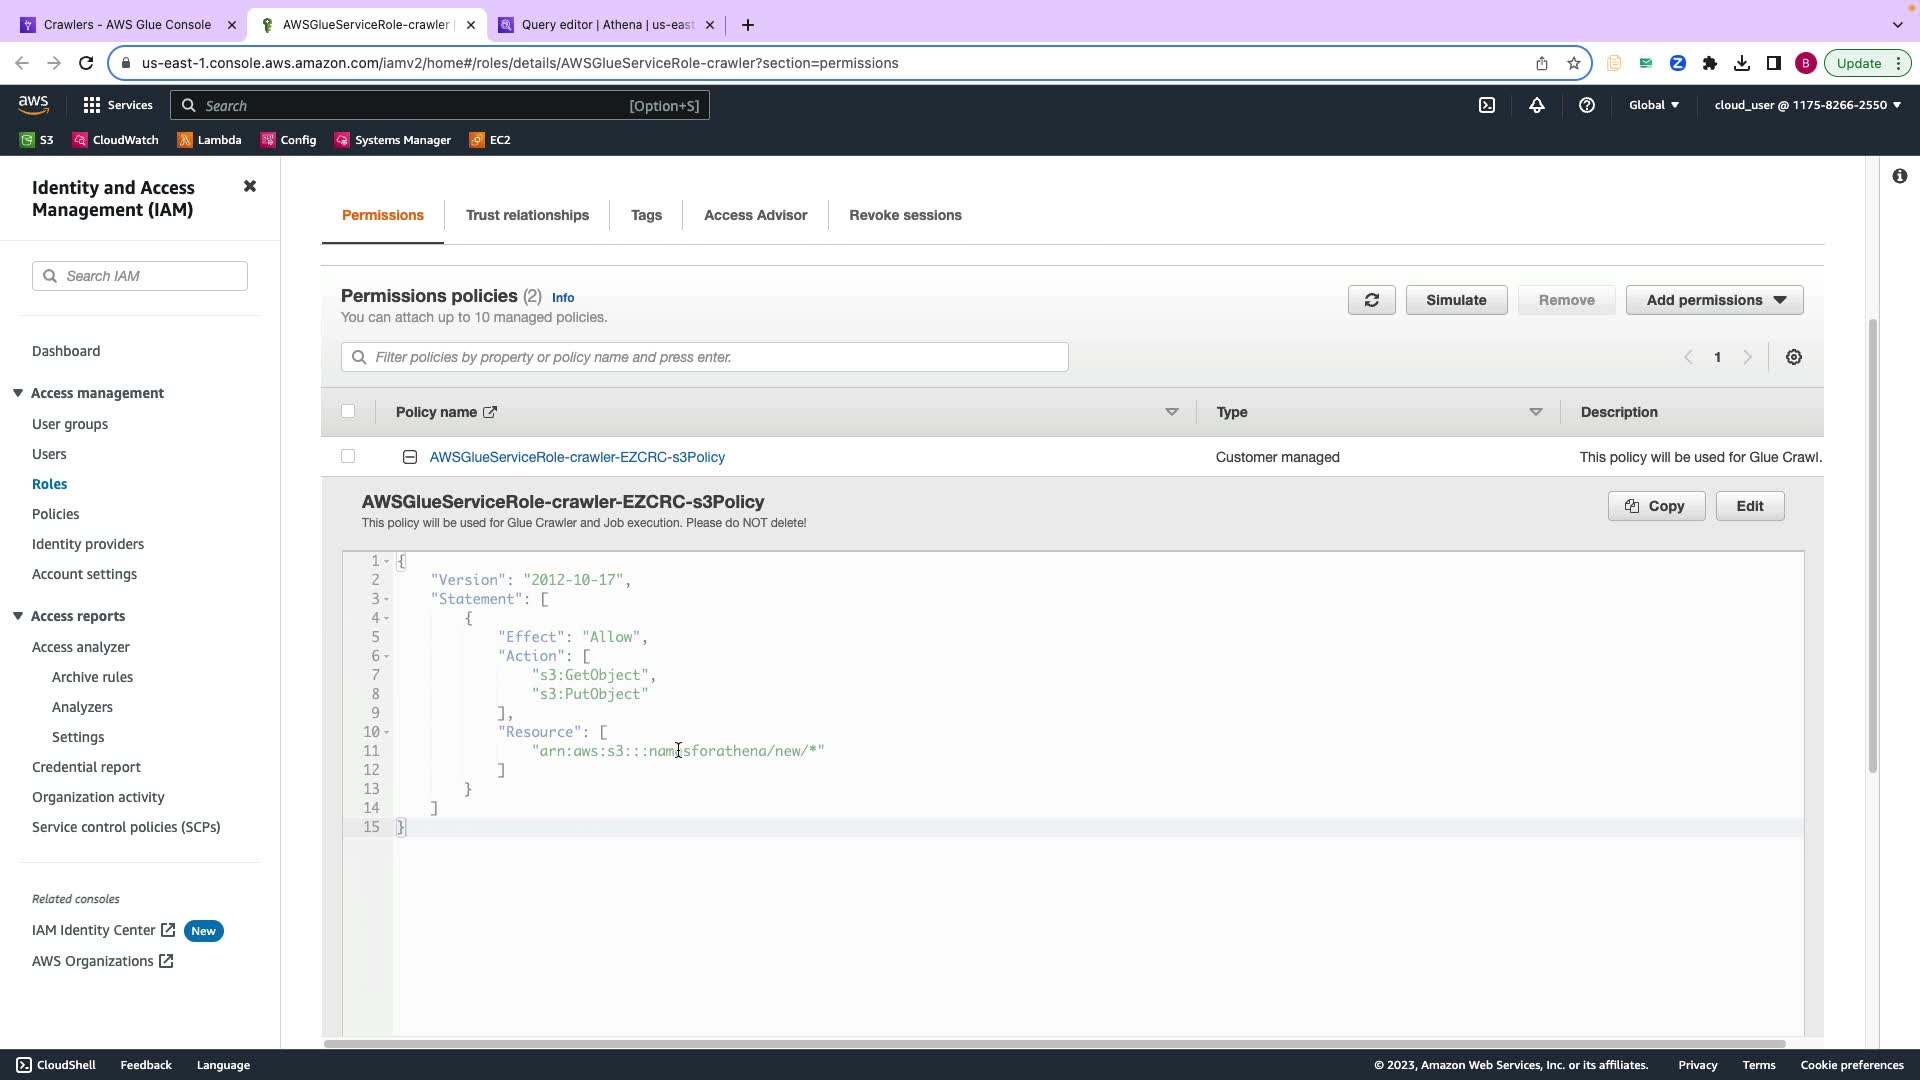 Crawlers - AWS Glue Console
AWSGlueServiceRole-crawler
Query editor | Athena | us-east
us-east-1.console.aws.amazon.com/iamv2/home#/roles/details/AWSGlueServiceRole-crawler?section=permissions
B
Update
aws
Services
Search
[Option+S]
Global
cloud_user @ 1175-8266-2550
S3
CloudWatch
Lambda
Config
Systems Manager
EC2
Identity and Access
Management (IAM)
Search IAM
Dashboard
Access management
User groups
Users
Roles
Policies
Identity providers
Account settings
Access reports
Access analyzer
Archive rules
Analyzers
Settings
Credential report
Organization activity
Service control policies (SCPs)
Related consoles
IAM Identity Center
New
AWS Organizations
Permissions
Trust relationships
Tags
Access Advisor
Revoke sessions
Permissions policies (2)
Info
You can attach up to 10 managed policies.
Simulate
Remove
Add permissions
Filter policies by property or policy name and press enter.
1
Policy name
Type
Description
AWSGlueServiceRole-crawler-EZCRC-s3Policy
Customer managed
This policy will be used for Glue Crawl.
AWSGlueServiceRole-crawler-EZCRC-s3Policy
This policy will be used for Glue Crawler and Job execution. Please do NOT delete!
Copy
Edit
1 {
2 "Version": "2012-10-17",
3 "Statement": [
4 {
5 "Effect": "Allow",
6 "Action": [
7 "s3:GetObject",
8 "s3:PutObject"
9 ],
10 "Resource": [
11 "arn:aws:s3:::namesforathena/new/*"
12 ]
13 }
14 ]
15 }
CloudShell
Feedback
Language
© 2023, Amazon Web Services, Inc. or its affiliates.
Privacy
Terms
Cookie preferences